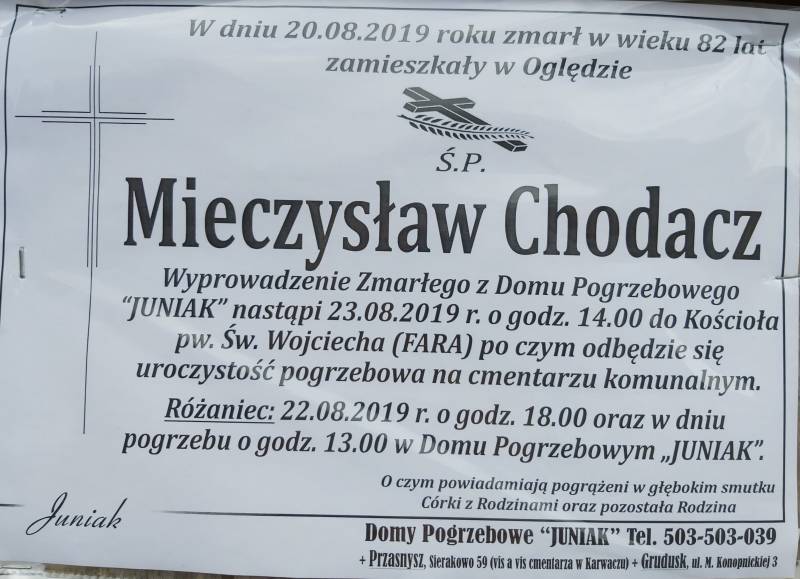 W dniu 20.08.2019 roku zmarł w wieku 82 lat
zamieszkały w Oględzie
Ś.P.
Mieczysław Chodacz
Wyprowadzenie Zmarłego z Domu Pogrzebowego
"JUNIAK" nastąpi 23.08.2019 r. o godz. 14.00 do Kościoła
pw. Św. Wojciecha (FARA) po czym odbędzie się
uroczystość pogrzebowa na cmentarzu komunalnym.
Różaniec: 22.08.2019 r. o godz. 18.00 oraz w dniu
pogrzebu o godz. 13.00 w Domu Pogrzebowym „JUNIAK”.
O czym powiadamiają pogrążeni w głębokim smutku
Córki z Rodzinami oraz pozostała Rodzina
Juniak
Domy Pogrzebowe “JUNIAK” Tel. 503-503-039
+ Przasnysz, Sierakowo 59 (vis a vis cmentarza w Karwaczu) + Grudusk, ul. M. Konopnickiej 3